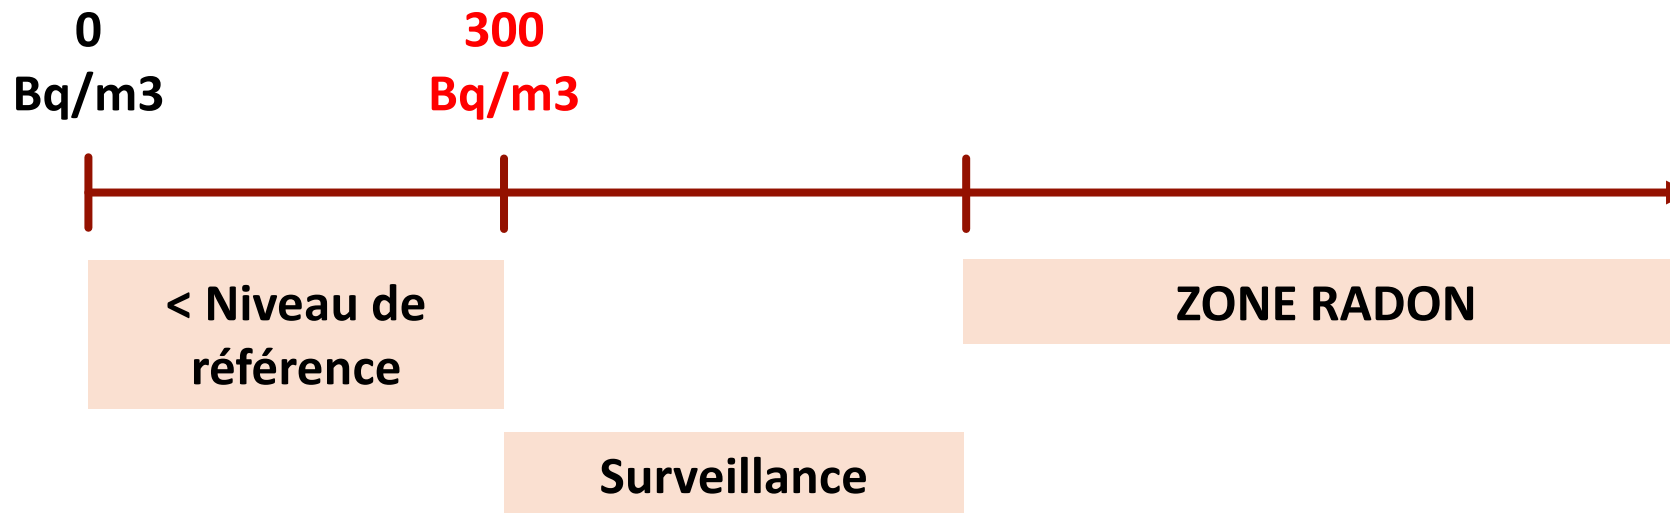 0
Bq/m3
300
Bq/m3
< Niveau de
référence
ZONE RADON
Surveillance